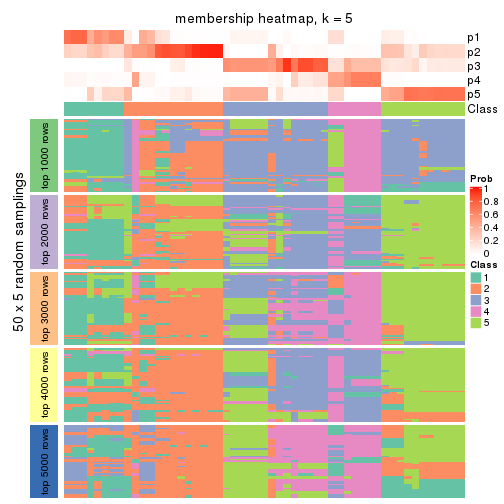 membership heatmap, k = 5
p1
p2
p3
p4
p5
Class
50 x 5 random samplings
top 1000 rows
top 2000 rows
top 3000 rows
top 4000 rows
top 5000 rows
Prob
1
0.8
0.6
0.4
0.2
0
Class
1
2
3
4
5